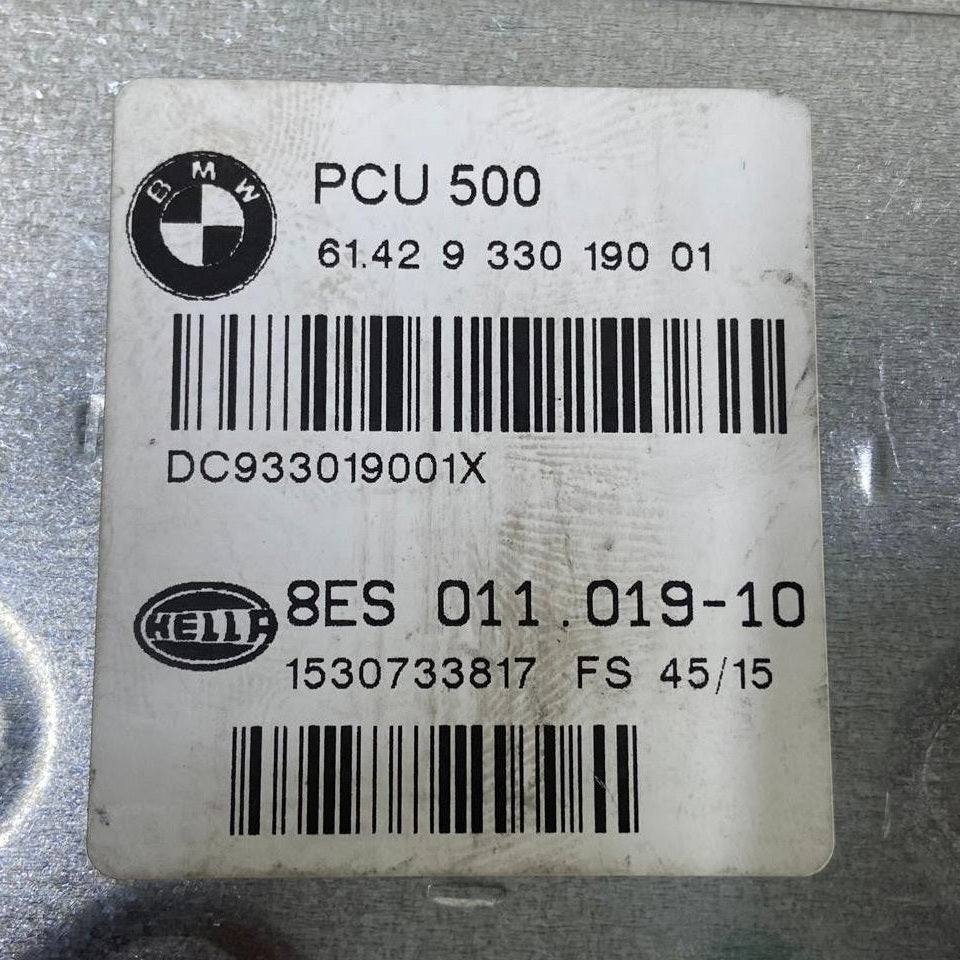 BMW
PCU 500
61.42 9 330 190 01
DC933019001X
HELLA
8ES 011.019-10
1530733817 FS 45/15